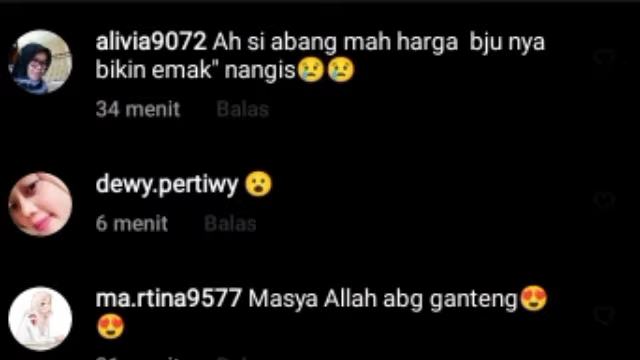 alivia9072 Ah si abang mah harga bju nya
bikin emak" nangis😢😢
34 menit Balas
dewy.pertiwy 😮
6 menit Balas
ma.rtina9577 Masya Allah abg ganteng😍
😍